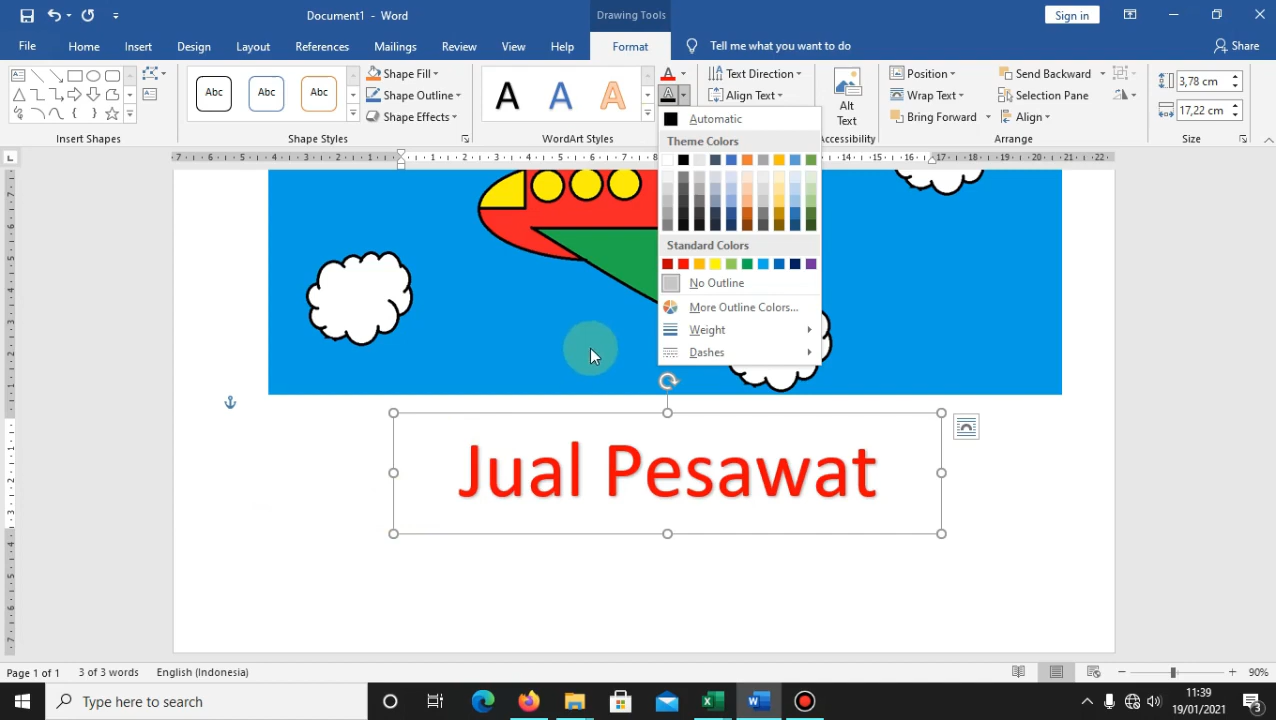 Document1 - Word
Drawing Tools
Sign in
File
Home
Insert
Design
Layout
References
Mailings
Review
View
Help
Format
Tell me what you want to do
Share
Abc
Abc
Abc
Shape Fill
Shape Outline
Shape Effects
Insert Shapes
Shape Styles
A
A
A
WordArt Styles
A
A
Text Direction
Align Text
Alt
Text
Accessibility
Position
Wrap Text
Bring Forward
Send Backward
Selection Pane
Align
Arrange
3,78 cm
17,22 cm
Size
Automatic
Theme Colors
Standard Colors
No Outline
More Outline Colors...
Weight
Dashes
Jual Pesawat
Page 1 of 1
3 of 3 words
English (Indonesia)
90%
Type here to search
11:39
19/01/2021
3